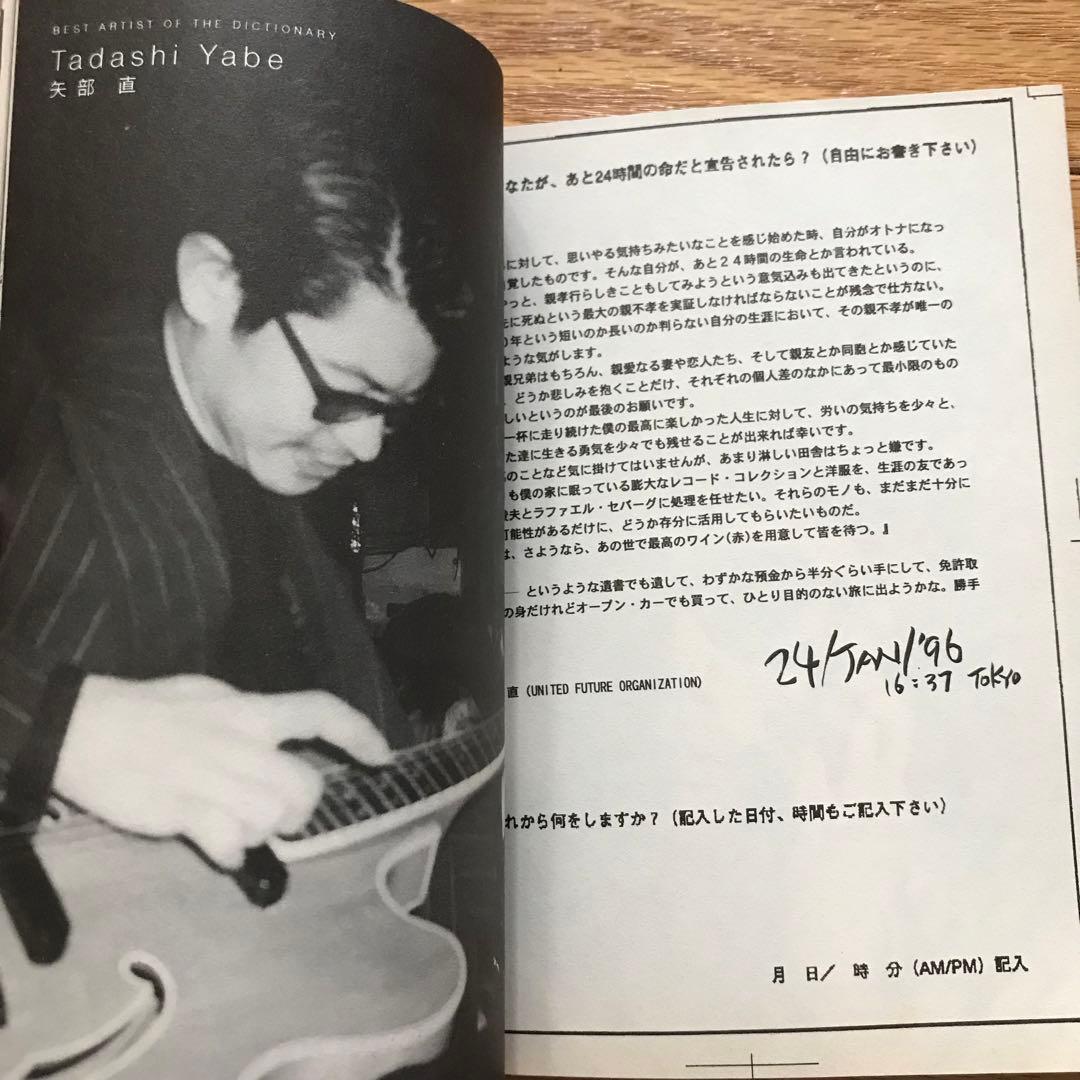 BEST ARTIST OF THE DICTIONARY
Tadashi Yabe
矢部 直
なたが、あと24時間の命だと宣告されたら？（自由にお書き下さい）
に対して、思いやる気持ちみたいなことを感じ始めた時、自分がオトナになっ
覚したものです。そんな自分が、あと２４時間の生命とか言われている。
やっと、親孝行らしきこともしてみようという意気込みも出てきたというのに、
に死ぬという最大の親不孝を実証しなければならないことが残念で仕方ない。
年という短いのか長いのか判らない自分の生涯において、その親不孝が唯一の
ような気がします。
親兄弟はもちろん、親愛なる妻や恋人たち、そして親友とか同胞とか感じていた
、どうか悲しみを抱くことだけ、それぞれの個人差のなかにあって最小限のもの
しいというのが最後のお願いです。
一杯に走り続けた僕の最高に楽しかった人生に対して、労いの気持ちを少々と、
た達に生きる勇気を少々でも残せることが出来れば幸いです。
のことなど気に掛けてはいませんが、あまり淋しい田舎はちょっと嫌です。
も僕の家に眠っている膨大なレコード・コレクションと洋服を、生涯の友であっ
夫とラファエル・セバーグに処理を任せたい。それらのモノも、まだまだ十分に
可能性があるだけに、どうか存分に活用してもらいたいものだ。
は、さようなら、あの世で最高のワイン(赤)を用意して皆を待つ。』
― というような遺書でも遺して、わずかな預金から半分ぐらい手にして、免許取
の身だけれどオープン・カーでも買って、ひとり目的のない旅に出ようかな。勝手
直（UNITED FUTURE ORGANIZATION）
24/JAN/'96
16:37 TOKYO
れから何をしますか？（記入した日付、時間もご記入下さい）
月 日／ 時 分（AM/PM）記入